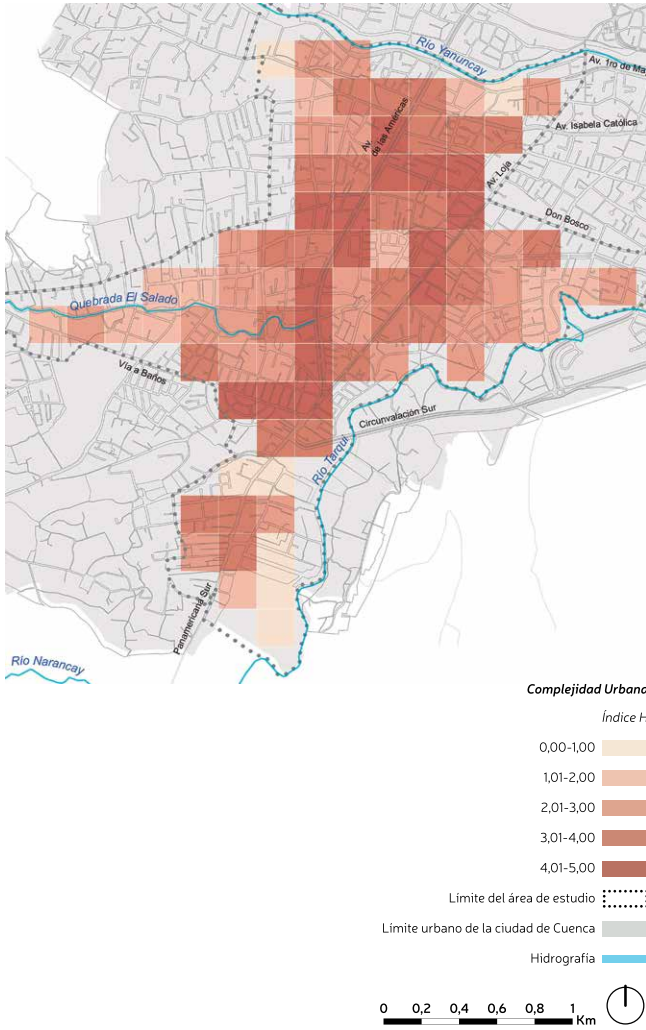 Río Yanuncay
Av. 1ro de Ma
Av.
de las Américas
Av. Isabela Católica
Av. Loja
Don Bosco
Quebrada El Salado
Vía a Baños
Circunvalación Sur
Río Tarqui
Panamericana Sur
Río Narancay
Complejidad Urbana
Índice H
0,00-1,00
1,01-2,00
2,01-3,00
3,01-4,00
4,01-5,00
Límite del área de estudio
Límite urbano de la ciudad de Cuenca
Hidrografía
0 0,2 0,4 0,6 0,8 1
Km